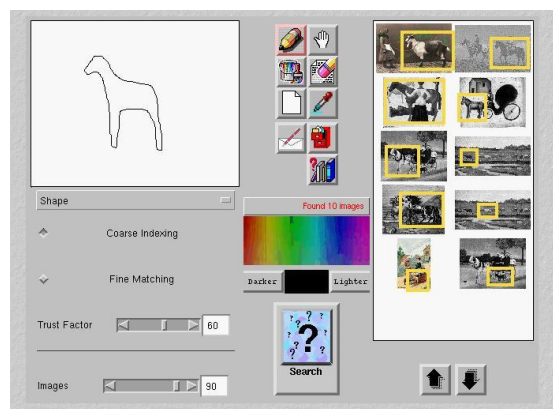 Shape
Found 10 images
Coarse Indexing
Fine Matching
Darker
Lighter
Trust Factor
60
Search
Images
90